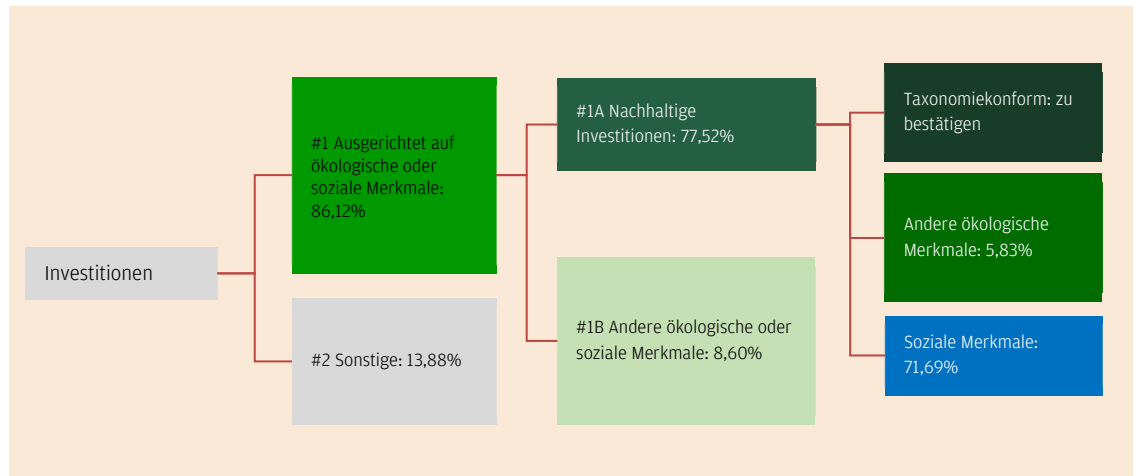 Investitionen
#1 Ausgerichtet auf
ökologische oder
soziale Merkmale:
86,12%
#2 Sonstige: 13,88%
#1A Nachhaltige
Investitionen: 77,52%
#1B Andere ökologische oder
soziale Merkmale: 8,60%
Taxonomiekonform: zu
bestätigen
Andere ökologische
Merkmale: 5,83%
Soziale Merkmale:
71,69%